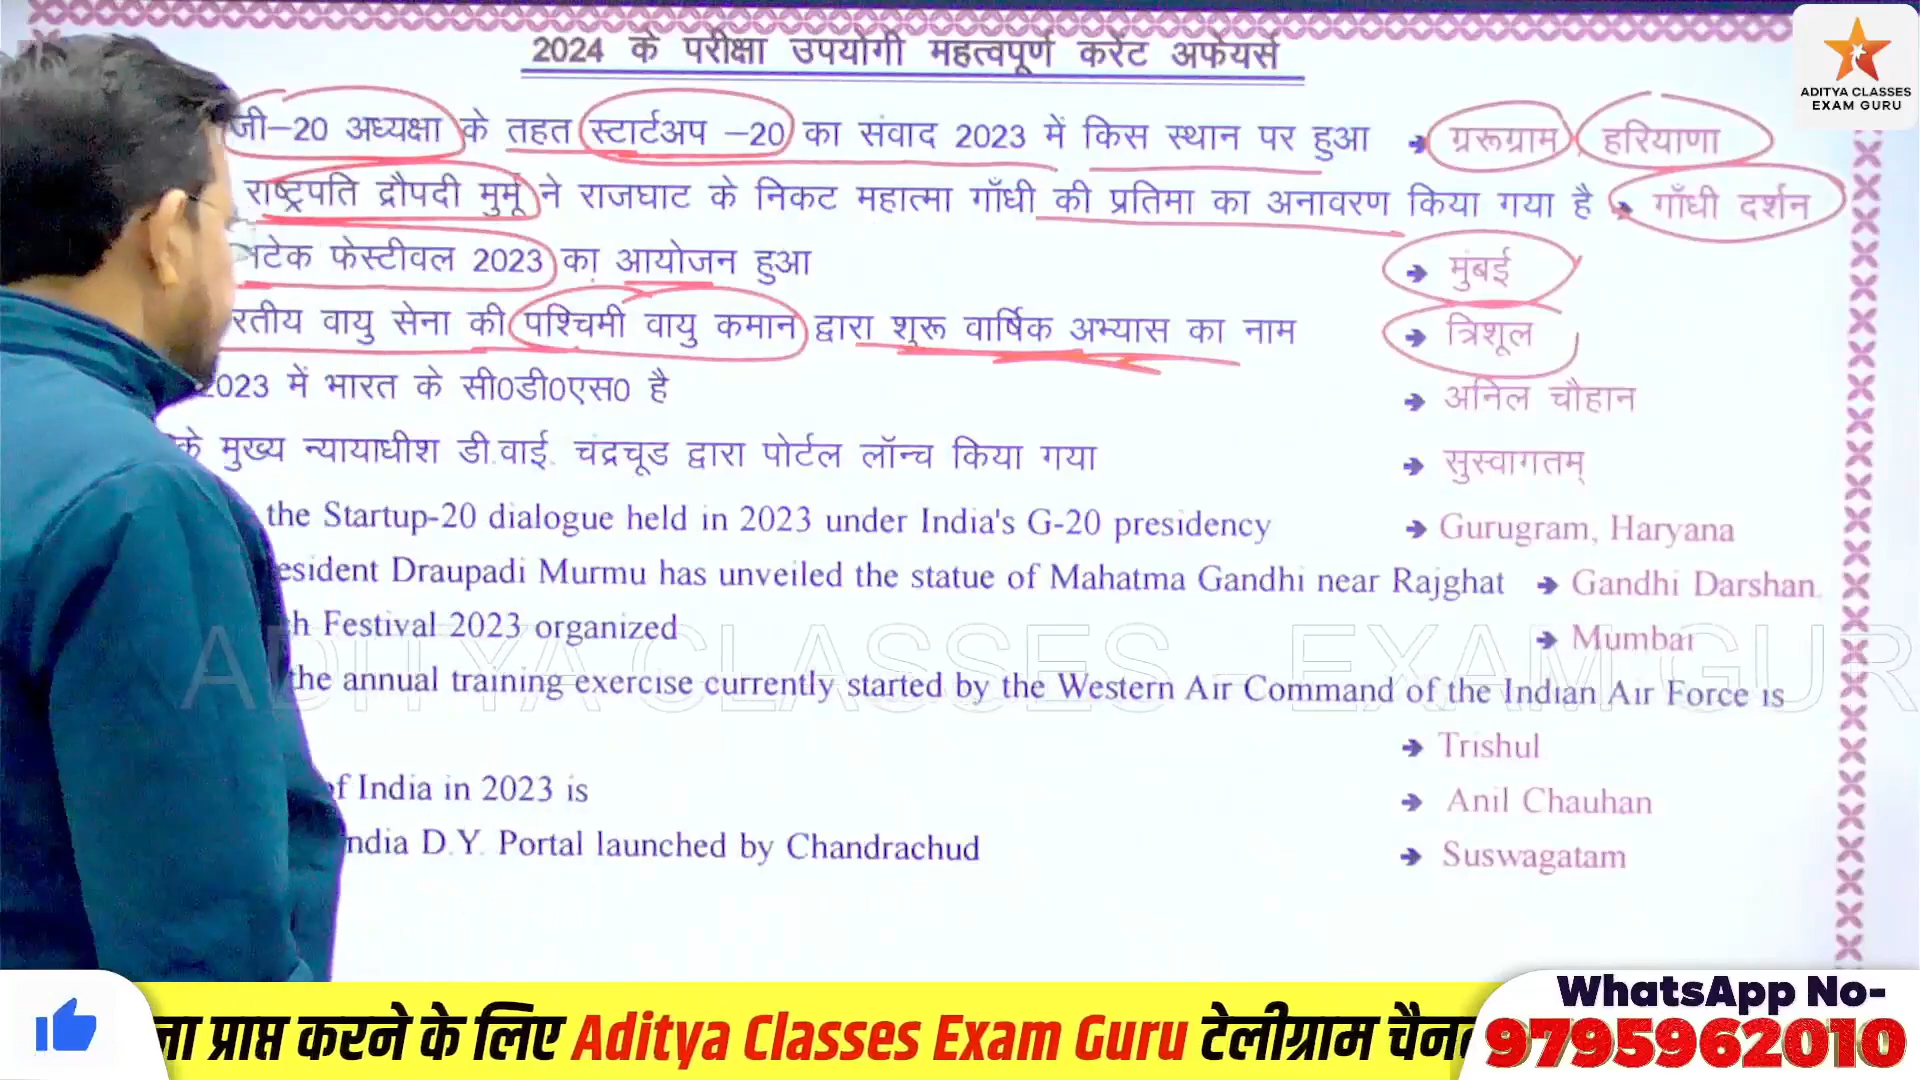 2024 के परीक्षा उपयोगी महत्वपूर्ण करेंट अफेयर्स
ADITYA CLASSES
EXAM GURU
जी–20 अध्यक्षा के तहत स्टार्टअप –20 का संवाद 2023 में किस स्थान पर हुआ → ग्ररूग्राम, हरियाणा
राष्ट्रपति द्रौपदी मुर्मू ने राजघाट के निकट महात्मा गाँधी की प्रतिमा का अनावरण किया गया है → गाँधी दर्शन
फेस्टीवल 2023 का आयोजन हुआ → मुंबई
वायु सेना की पश्चिमी वायु कमान द्वारा शुरू वार्षिक अभ्यास का नाम → त्रिशूल
2023 में भारत के सी0डी0एस0 है → अनिल चौहान
के मुख्य न्यायाधीश डी.वाई. चंद्रचूड द्वारा पोर्टल लॉन्च किया गया → सुस्वागतम्
the Startup-20 dialogue held in 2023 under India's G-20 presidency → Gurugram, Haryana
Draupadi Murmu has unveiled the statue of Mahatma Gandhi near Rajghat → Gandhi Darshan.
Festival 2023 organized → Mumbai
the annual training exercise currently started by the Western Air Command of the Indian Air Force is
→ Trishul
of India in 2023 is → Anil Chauhan
D.Y. Portal launched by Chandrachud → Suswagatam
ADITYA CLASSES - EXAM GUR
प्राप्त करने के लिए Aditya Classes Exam Guru टेलीग्राम
WhatsApp No-
9795962010